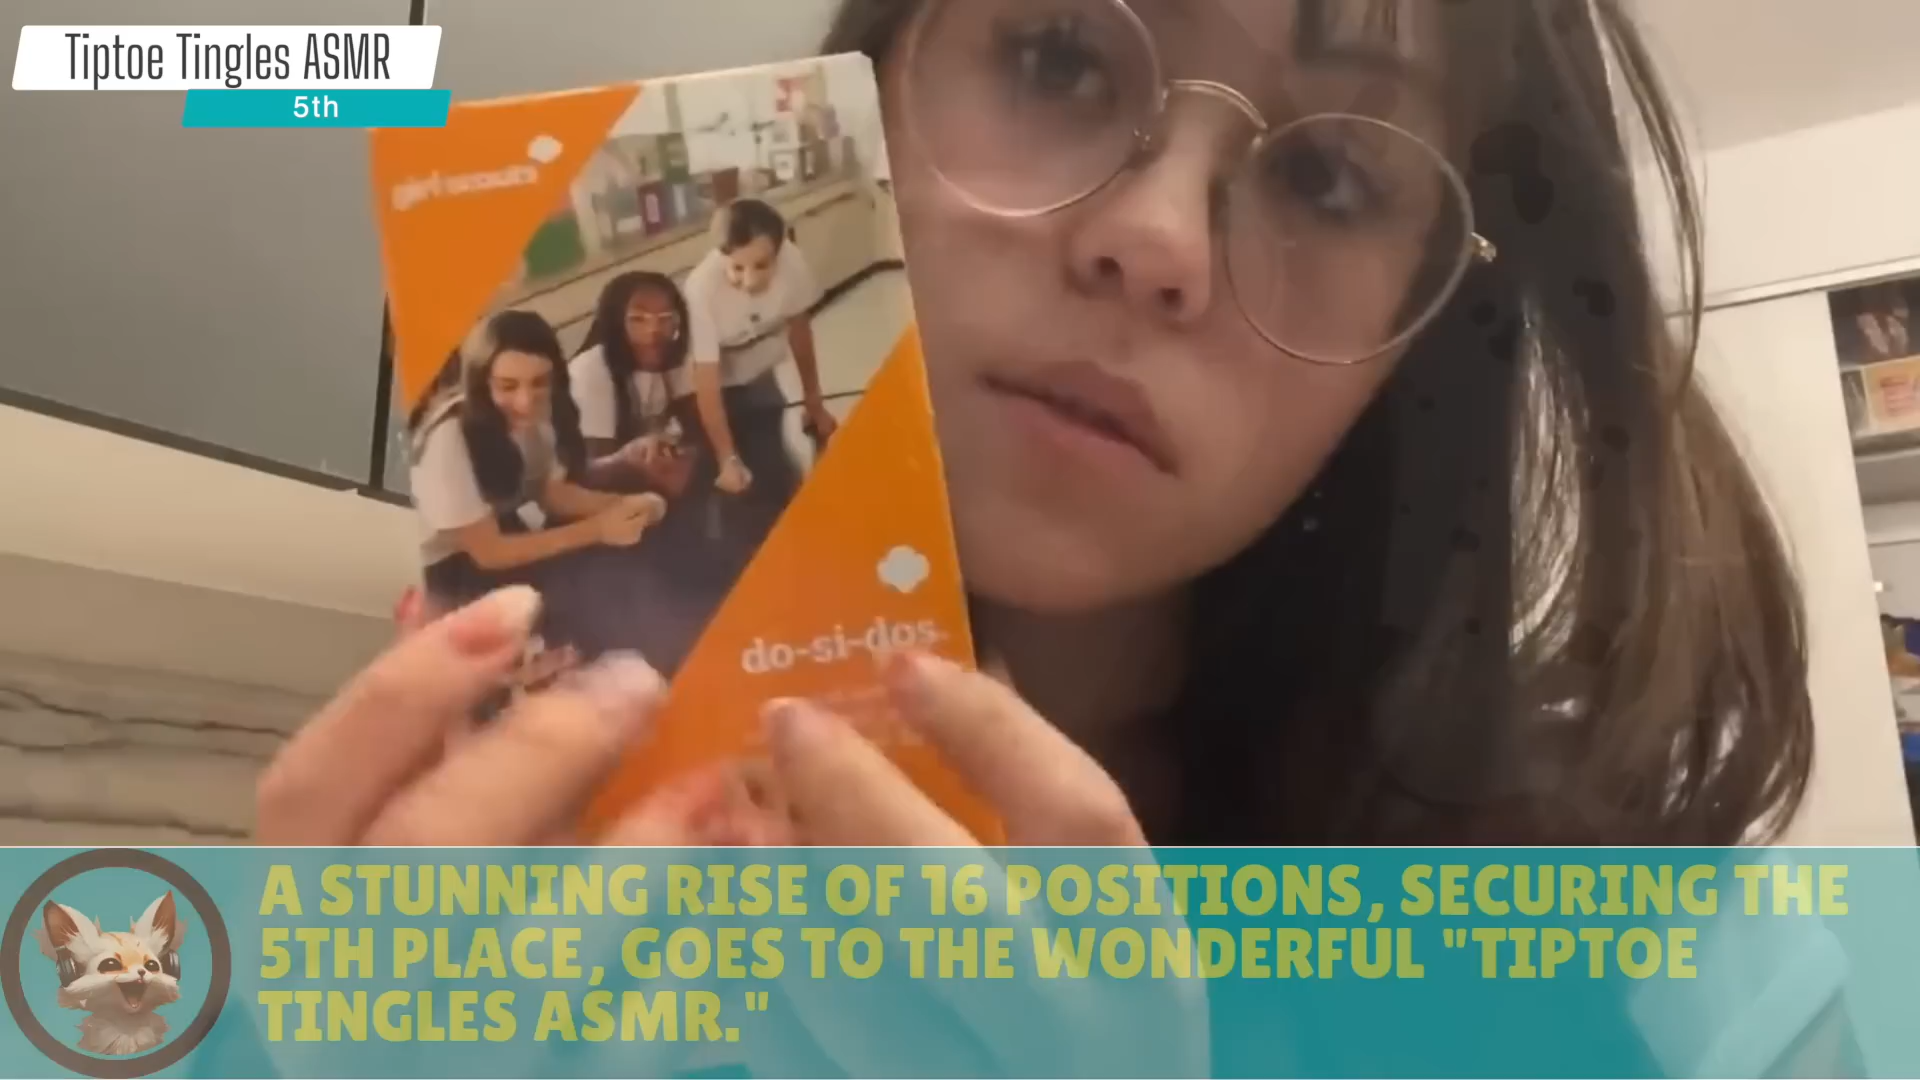 Tiptoe Tingles ASMR
5th
girl scouts
do-si-dos
A STUNNING RISE OF 16 POSITIONS, SECURING THE
5TH PLACE, GOES TO THE WONDERFUL "TIPTOE
TINGLES ASMR."